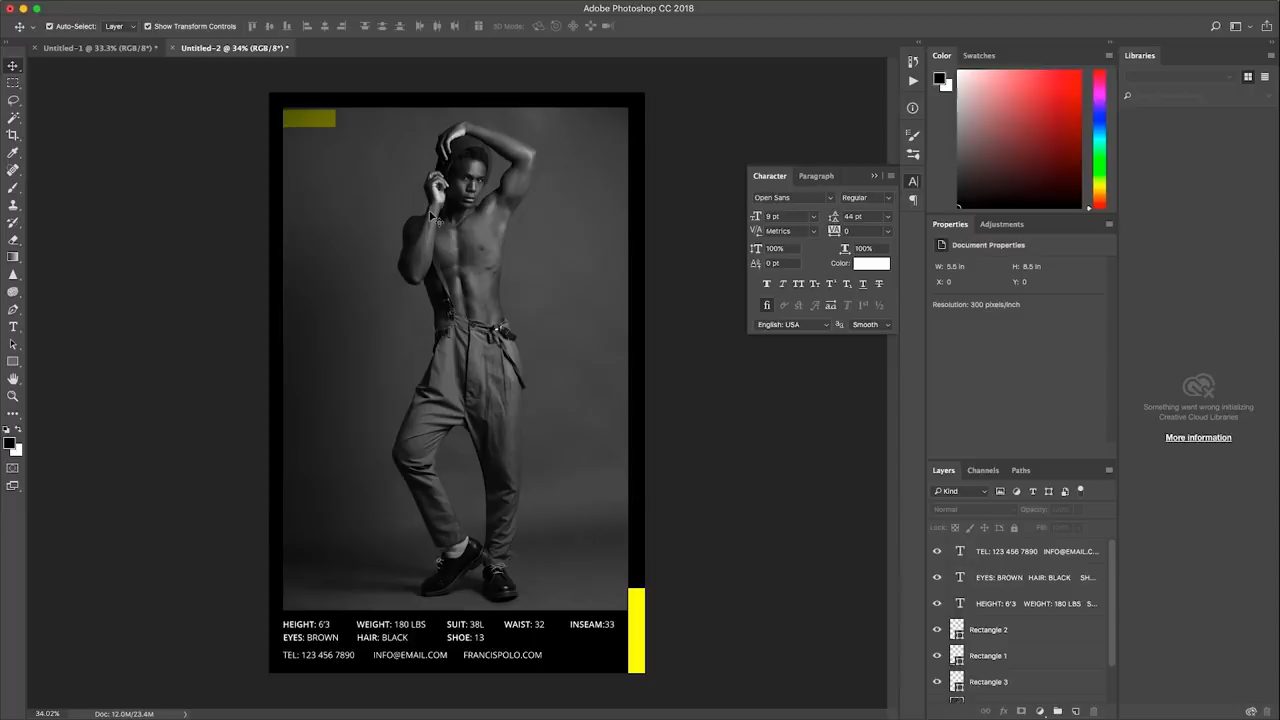 Adobe Photoshop CC 2018
Auto-Select: Layer Show Transform Controls 3D Mode:
Untitled-1 @ 33.3% (RGB/8*) * Untitled-2 @ 34% (RGB/8*) *
Color Swatches
Libraries
Character Paragraph
Open Sans Regular
9 pt 44 pt
Metrics 0
100% 100%
0 pt Color:
English: USA Smooth
Properties Adjustments
Document Properties
W: 5.5 in H: 8.5 in
X: 0 Y: 0
Resolution: 300 pixels/inch
Something went wrong initializing
Creative Cloud Libraries
More information
Layers Channels Paths
Kind
Normal Opacity:
Lock: Fill:
TEL: 123 456 7890 INFO@EMAIL.C...
EYES: BROWN HAIR: BLACK SH...
HEIGHT: 6'3 WEIGHT: 180 LBS S...
Rectangle 2
Rectangle 1
Rectangle 3
HEIGHT: 6'3 WEIGHT: 180 LBS SUIT: 38L WAIST: 32 INSEAM:33
EYES: BROWN HAIR: BLACK SHOE: 13
TEL: 123 456 7890 INFO@EMAIL.COM FRANCISPOLO.COM
34.02% Doc: 12.0M/23.4M